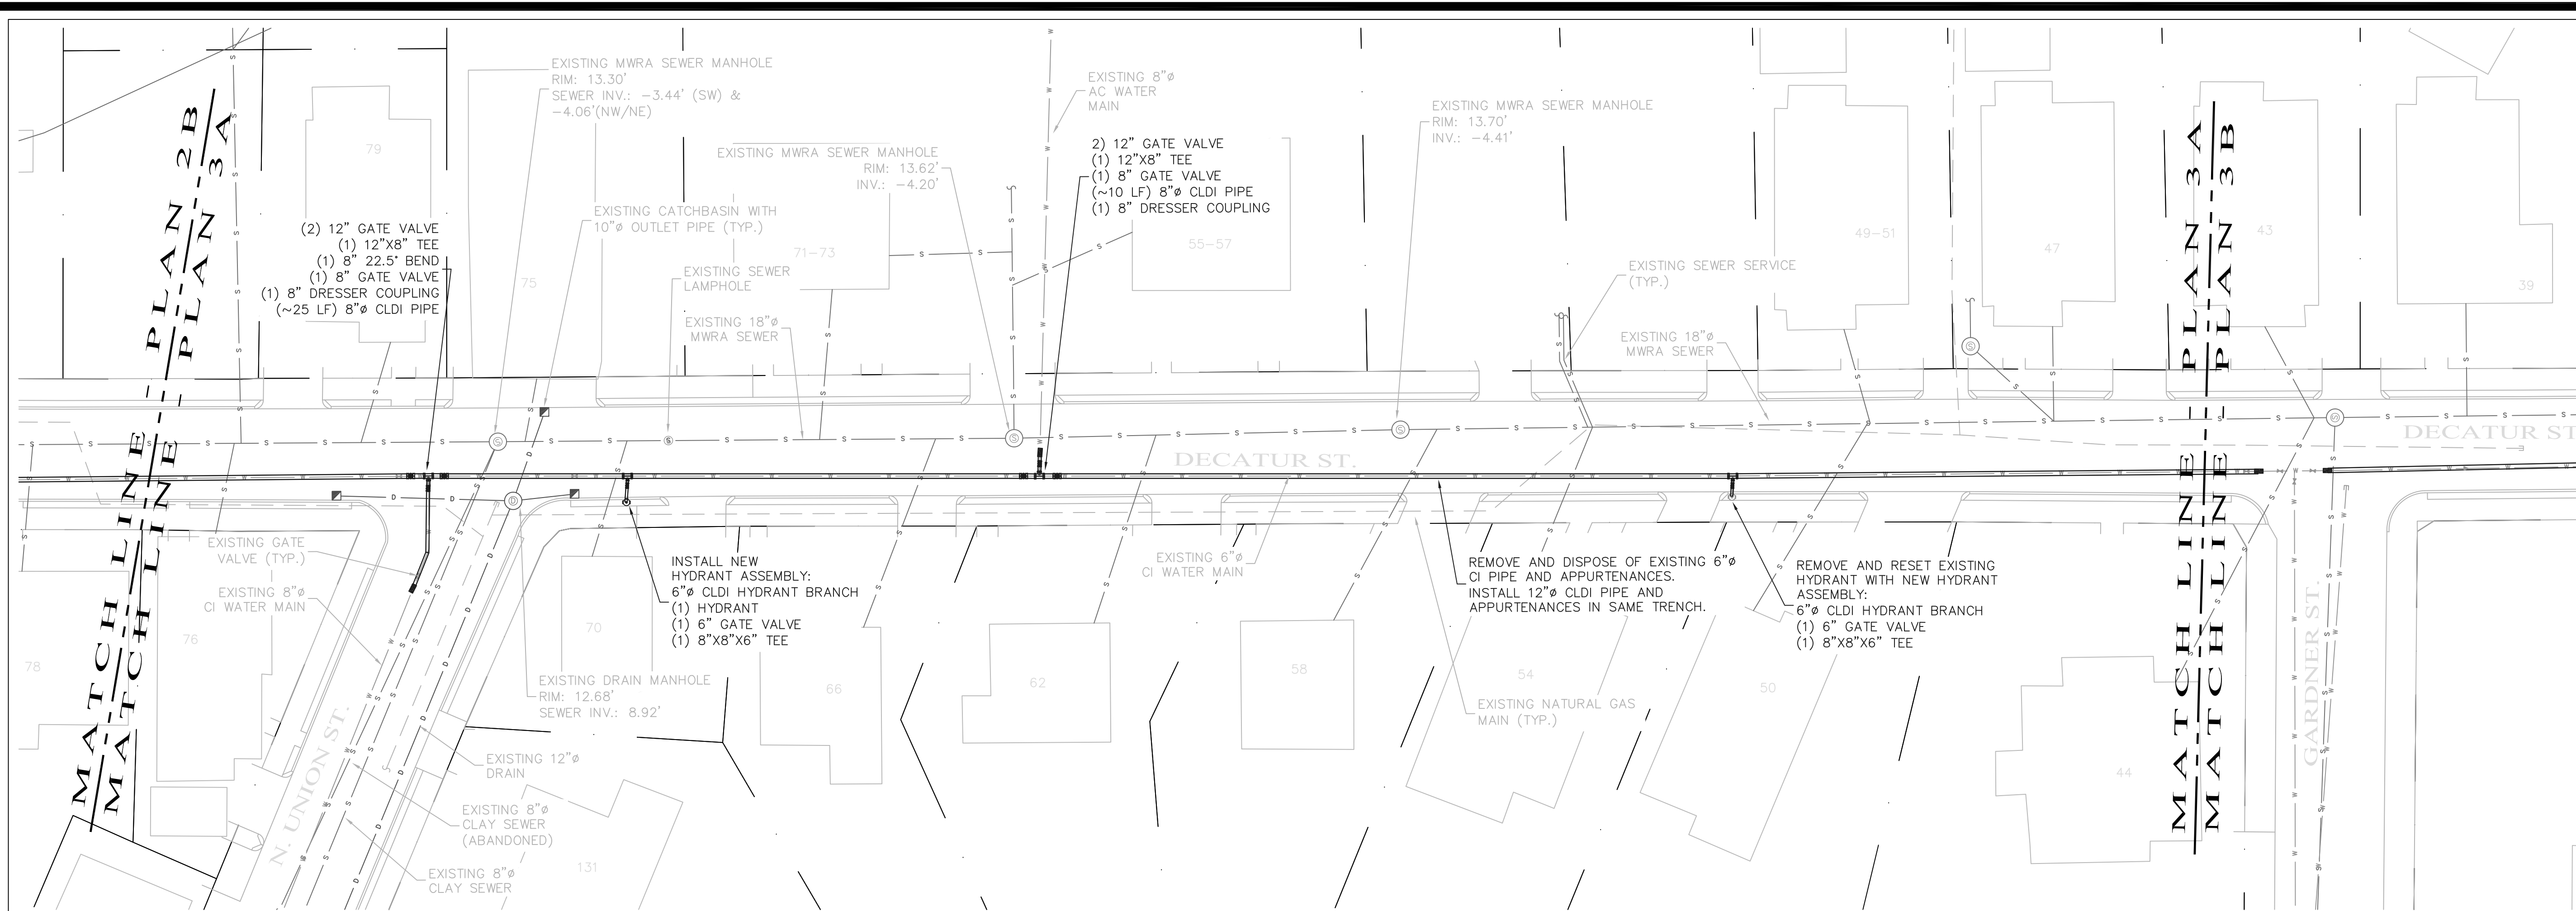 EXISTING MWRA SEWER MANHOLE
RIM: 13.30'
SEWER INV.: -3.44' (SW) &
-4.06'(NW/NE)
EXISTING 8"ø
AC WATER
MAIN
EXISTING MWRA SEWER MANHOLE
RIM: 13.70'
INV.: -4.41'
2) 12" GATE VALVE
(1) 12"X8" TEE
(1) 8" GATE VALVE
(~10 LF) 8"ø CLDI PIPE
(1) 8" DRESSER COUPLING
EXISTING MWRA SEWER MANHOLE
RIM: 13.62'
INV.: -4.20'
EXISTING CATCHBASIN WITH
10"ø OUTLET PIPE (TYP.)
(2) 12" GATE VALVE
(1) 12"X8" TEE
(1) 8" 22.5° BEND
(1) 8" GATE VALVE
(1) 8" DRESSER COUPLING
(~25 LF) 8"ø CLDI PIPE
EXISTING SEWER
LAMPHOLE
EXISTING 18"ø
MWRA SEWER
EXISTING SEWER SERVICE
(TYP.)
EXISTING 18"ø
MWRA SEWER
79
75
71-73
55-57
49-51
47
43
39
MATCH LINE - PLAN 2B
MATCH LINE - PLAN 3A
MATCH LINE - PLAN 3A
MATCH LINE - PLAN 3B
DECATUR ST.
DECATUR ST
EXISTING GATE
VALVE (TYP.)
EXISTING 8"ø
CI WATER MAIN
INSTALL NEW
HYDRANT ASSEMBLY:
6"ø CLDI HYDRANT BRANCH
(1) HYDRANT
(1) 6" GATE VALVE
(1) 8"X8"X6" TEE
EXISTING 6"ø
CI WATER MAIN
REMOVE AND DISPOSE OF EXISTING 6"ø
CI PIPE AND APPURTENANCES.
INSTALL 12"ø CLDI PIPE AND
APPURTENANCES IN SAME TRENCH.
REMOVE AND RESET EXISTING
HYDRANT WITH NEW HYDRANT
ASSEMBLY:
6"ø CLDI HYDRANT BRANCH
(1) 6" GATE VALVE
(1) 8"X8"X6" TEE
78
76
70
66
62
58
54
50
44
131
EXISTING DRAIN MANHOLE
RIM: 12.68'
SEWER INV.: 8.92'
EXISTING NATURAL GAS
MAIN (TYP.)
EXISTING 12"ø
DRAIN
EXISTING 8"ø
CLAY SEWER
(ABANDONED)
EXISTING 8"ø
CLAY SEWER
N. UNION ST.
GARDNER ST.